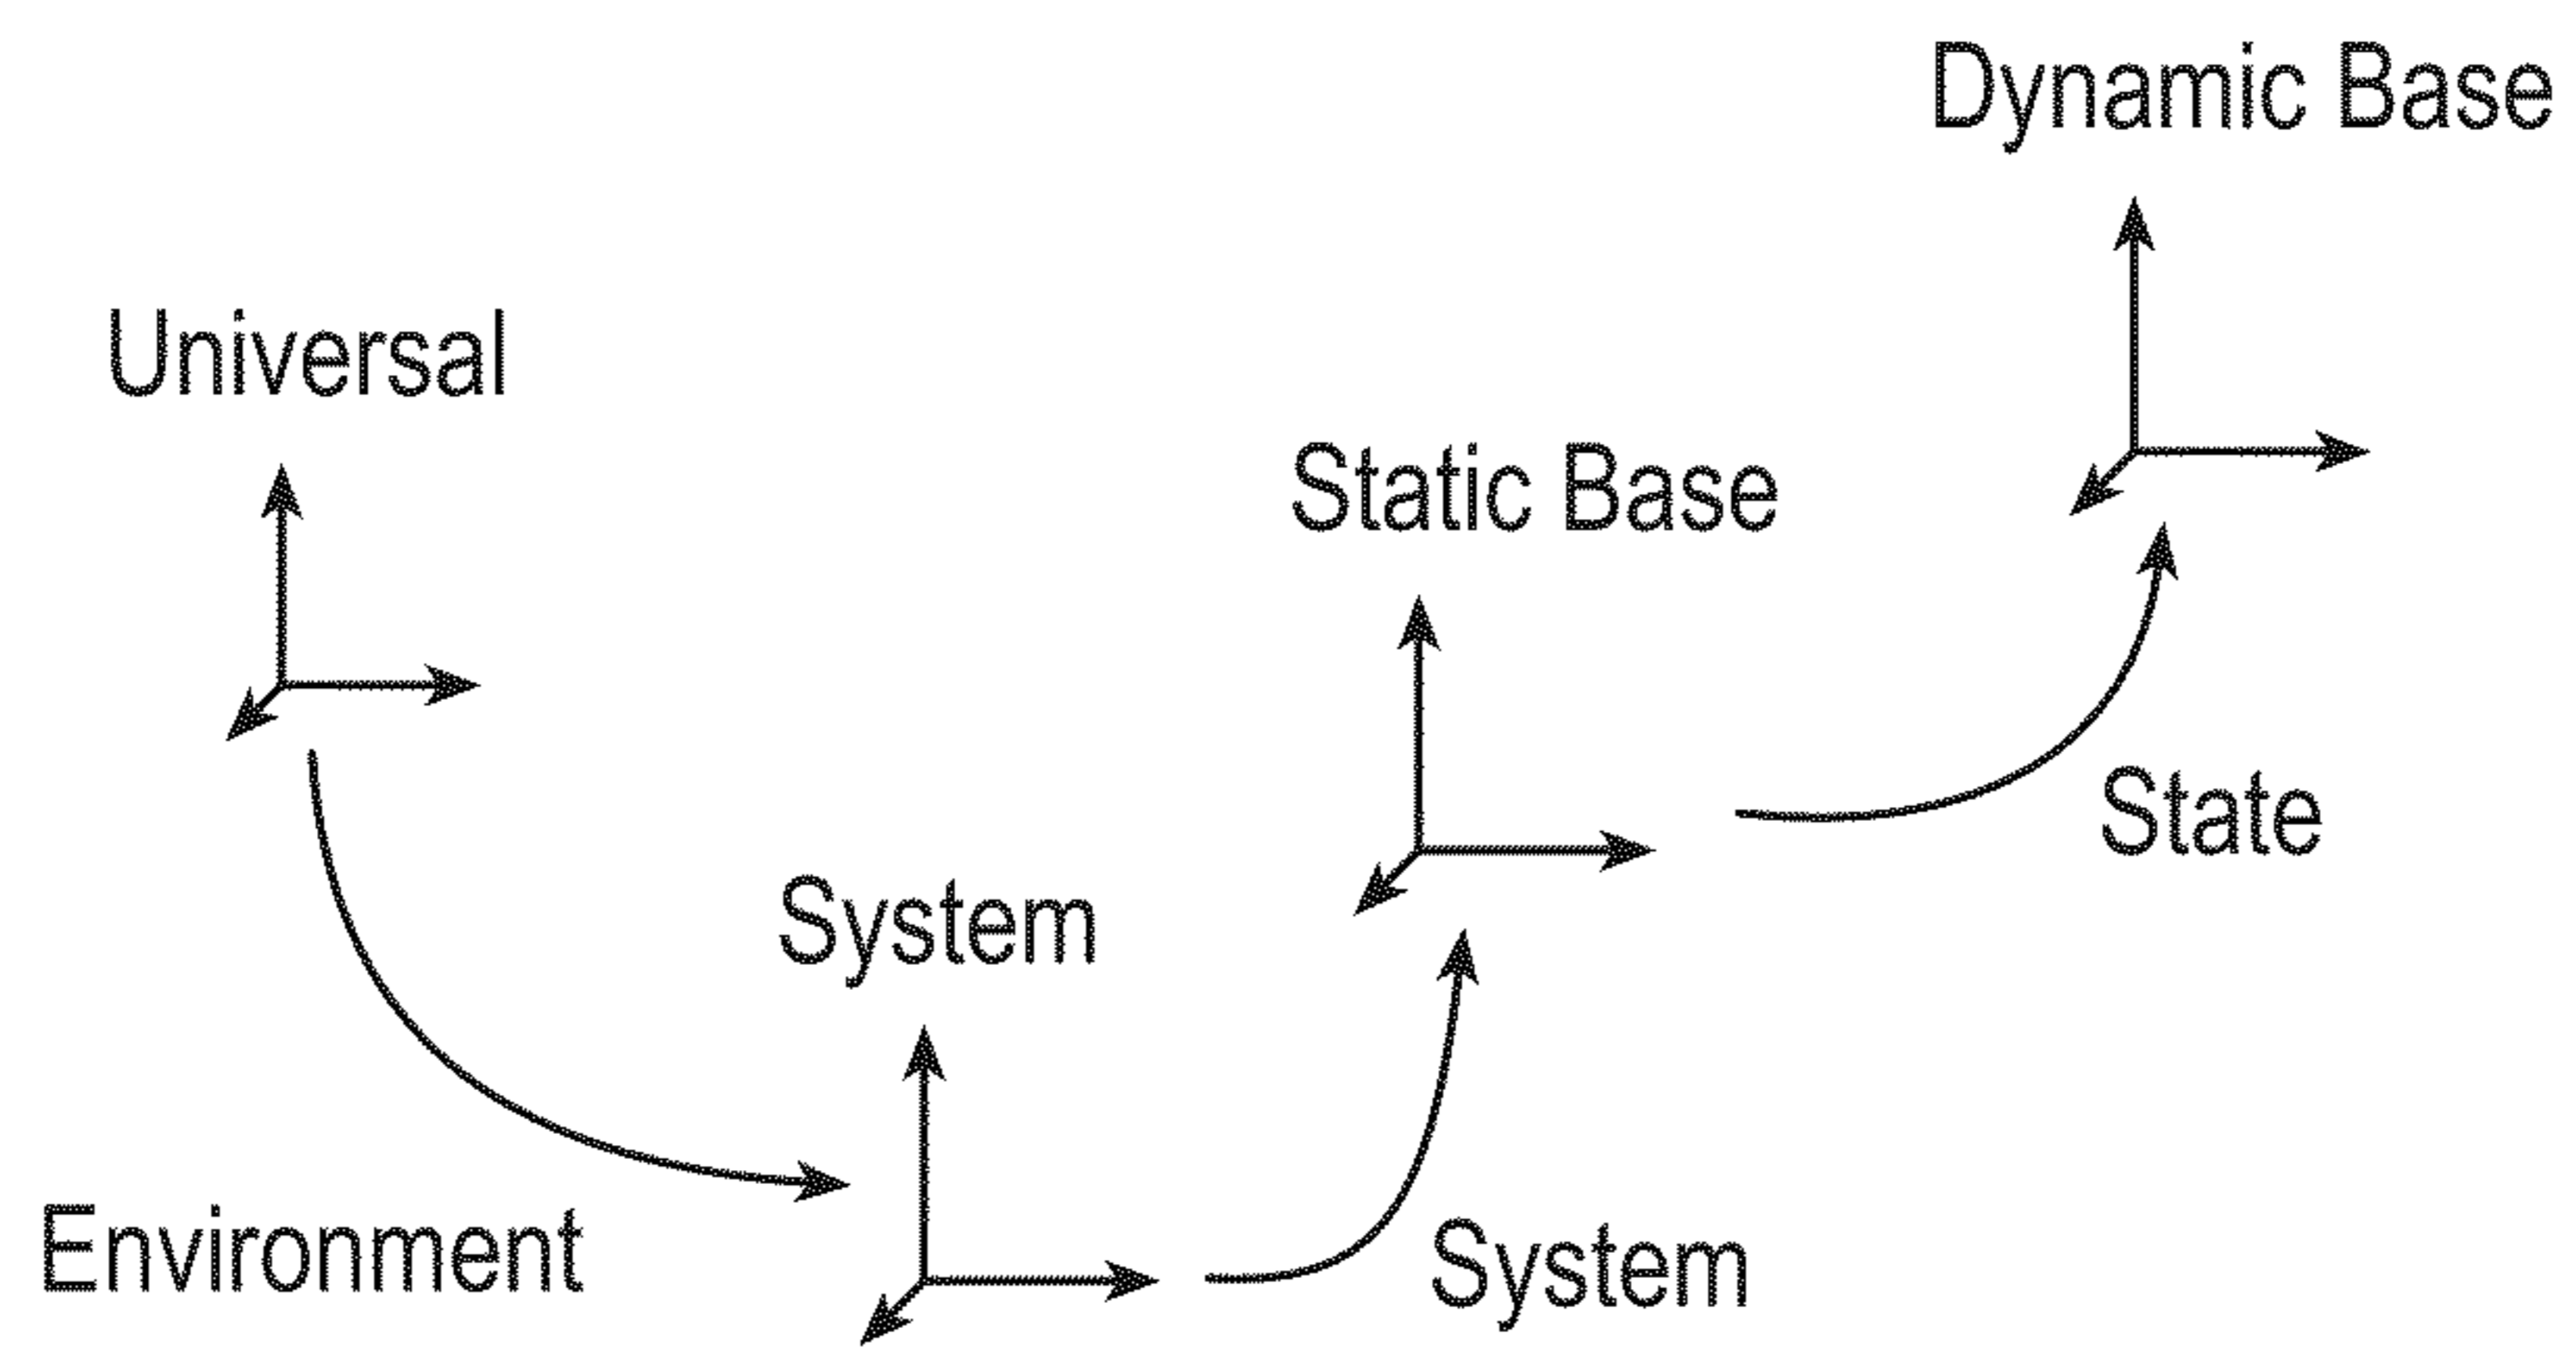 Dynamic Base
Universal
Static Base
State
System
Environment
System